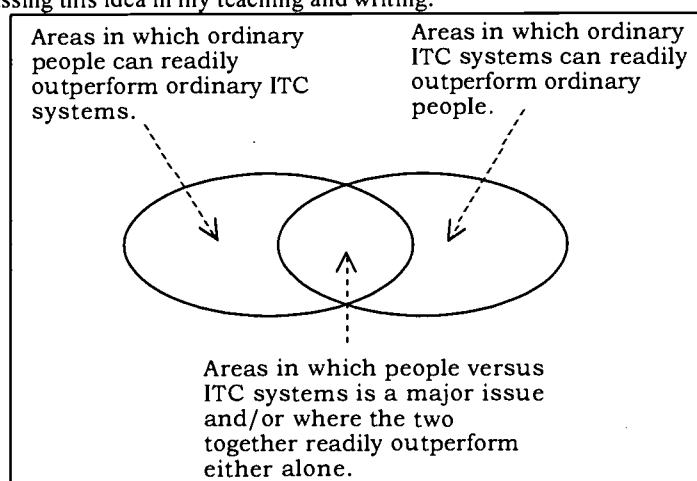 this idea in my teaching and writing.
Areas in which ordinary
people can readily
outperform ordinary ITC
systems.
Areas in which ordinary
ITC systems can readily
outperform ordinary
people.
Areas in which people versus
ITC systems is a major issue
and/or where the two
together readily outperform
either alone.